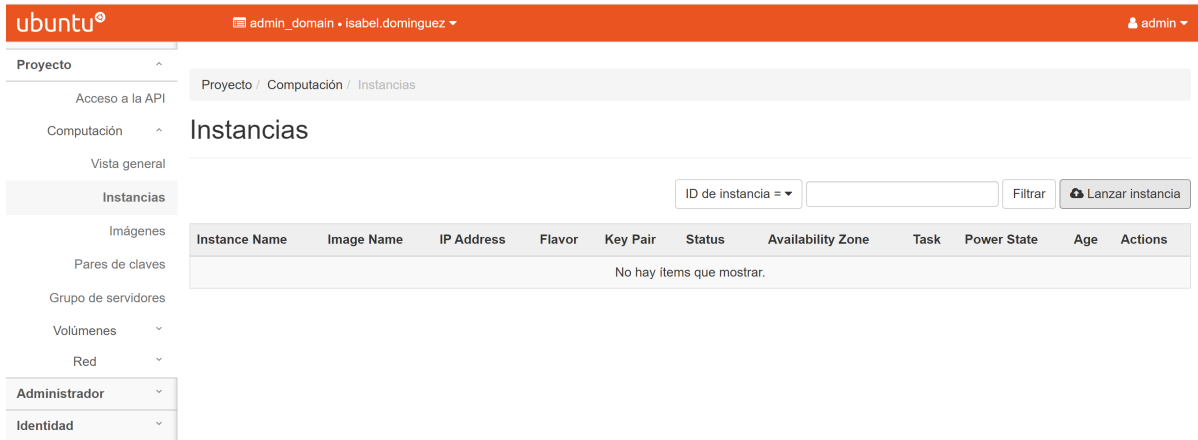 ubuntu
admin_domain • isabel.dominguez
admin
Proyecto
Acceso a la API
Computación
Vista general
Instancias
Imágenes
Pares de claves
Grupo de servidores
Volúmenes
Red
Administrador
Identidad
Proyecto / Computación / Instancias
Instancias
ID de instancia = Filtrar Lanzar instancia
Instance Name Image Name IP Address Flavor Key Pair Status Availability Zone Task Power State Age Actions
No hay ítems que mostrar.